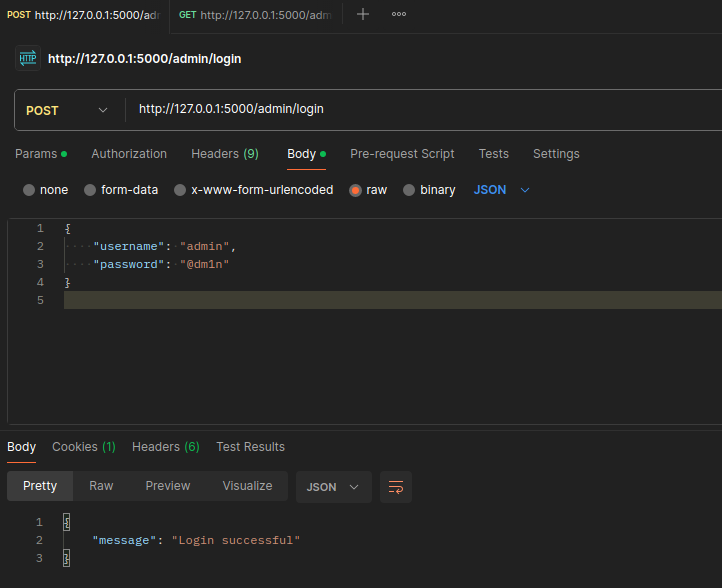 POST http://127.0.0.1:5000/adr GET http://127.0.0.1:5000/adm
HTTP http://127.0.0.1:5000/admin/login
POST http://127.0.0.1:5000/admin/login
Params Authorization Headers (9) Body Pre-request Script Tests Settings
none form-data x-www-form-urlencoded raw binary JSON
1 {
2 "username": "admin",
3 "password": "@dm1n"
4 }
5
Body Cookies (1) Headers (6) Test Results
Pretty Raw Preview Visualize JSON
1 {
2 "message": "Login successful"
3 }